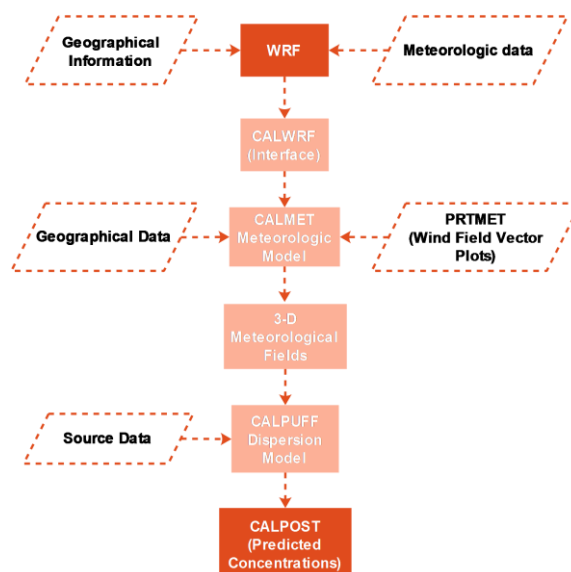 Geographical
Information
WRF
Meteorologic data
CALWRF
(Interface)
Geographical Data
CALMET
Meteorologic
Model
PRTMET
(Wind Field Vector
Plots)
3-D
Meteorological
Fields
Source Data
CALPUFF
Dispersion
Model
CALPOST
(Predicted
Concentrations)